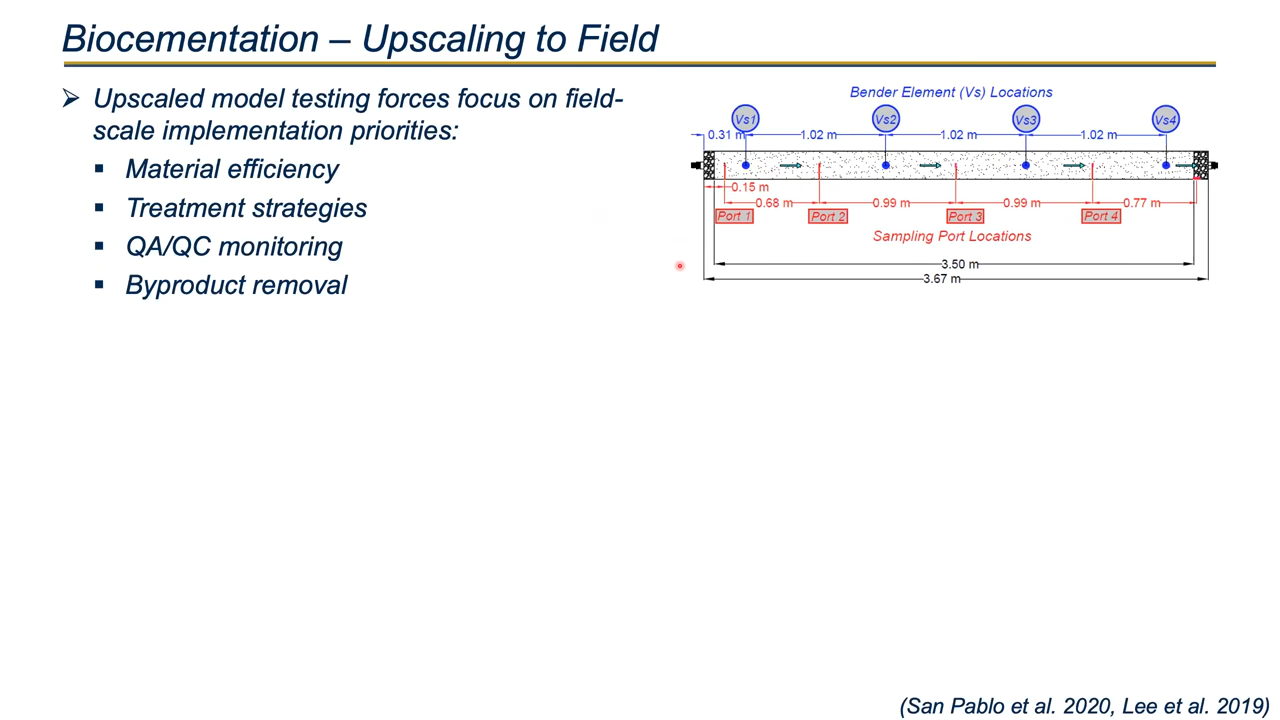 Biocementation – Upscaling to Field
➢ Upscaled model testing forces focus on field-
scale implementation priorities:
▪ Material efficiency
▪ Treatment strategies
▪ QA/QC monitoring
▪ Byproduct removal
Bender Element (Vs) Locations
Vs1 Vs2 Vs3 Vs4
0.31 m 1.02 m 1.02 m 1.02 m
0.15 m
0.68 m 0.99 m 0.99 m 0.77 m
Port 1 Port 2 Port 3 Port 4
Sampling Port Locations
3.50 m
3.67 m
(San Pablo et al. 2020, Lee et al. 2019)